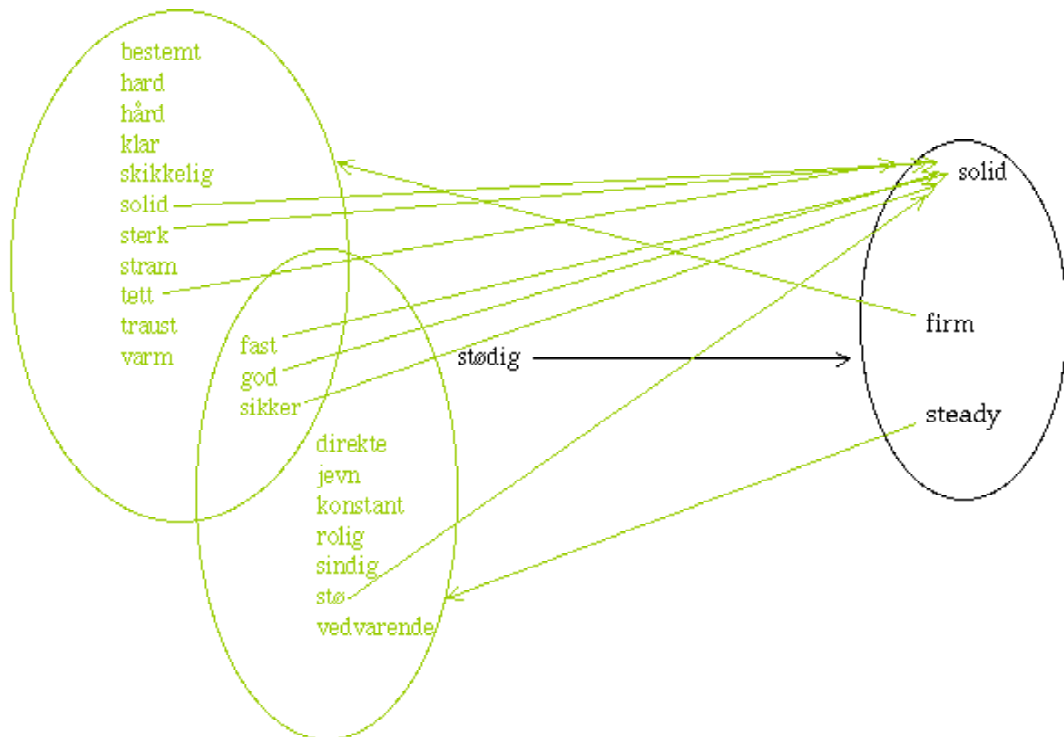 bestemt
hard
hård
klar
skikkelig
solid
sterk
stram
tett
traust
varm
fast
god
sikker
direkte
jevn
konstant
rolig
sindig
stø
vedvarende
stødig
solid
firm
steady